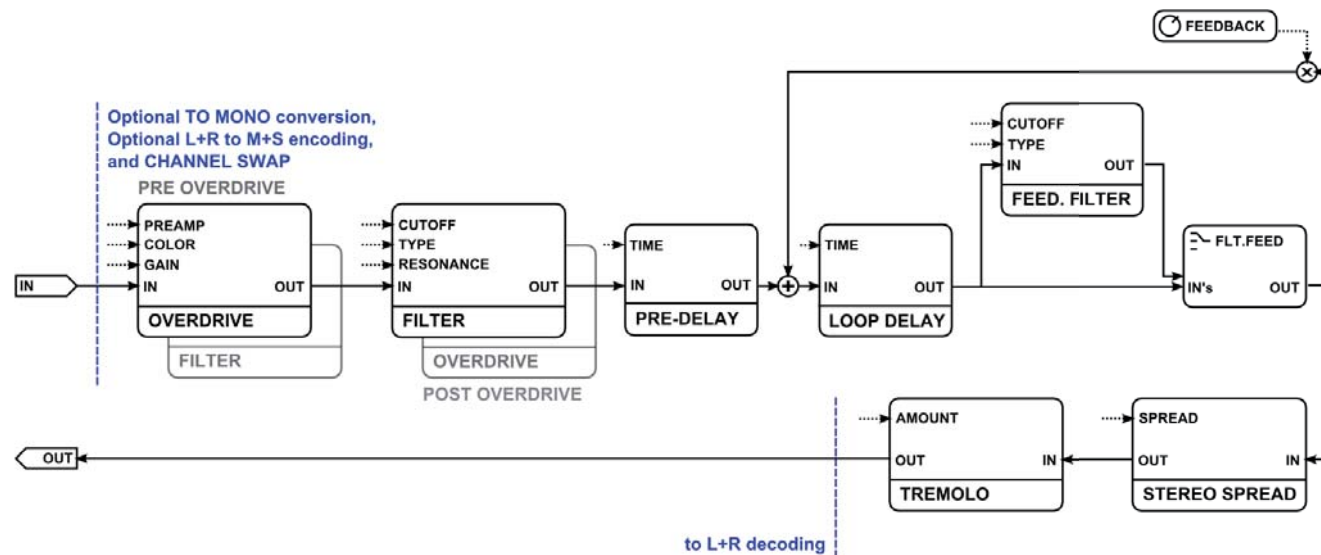 FEEDBACK
X
Optional TO MONO conversion,
Optional L+R to M+S encoding,
and CHANNEL SWAP
PRE OVERDRIVE
PREAMP
COLOR
GAIN
IN
IN
OUT
OVERDRIVE
FILTER
CUTOFF
TYPE
RESONANCE
IN
OUT
FILTER
OVERDRIVE
POST OVERDRIVE
TIME
IN
OUT
PRE-DELAY
+
TIME
IN
OUT
LOOP DELAY
CUTOFF
TYPE
IN
OUT
FEED. FILTER
FLT.FEED
IN's
OUT
OUT
AMOUNT
OUT
IN
TREMOLO
SPREAD
OUT
IN
STEREO SPREAD
to L+R decoding